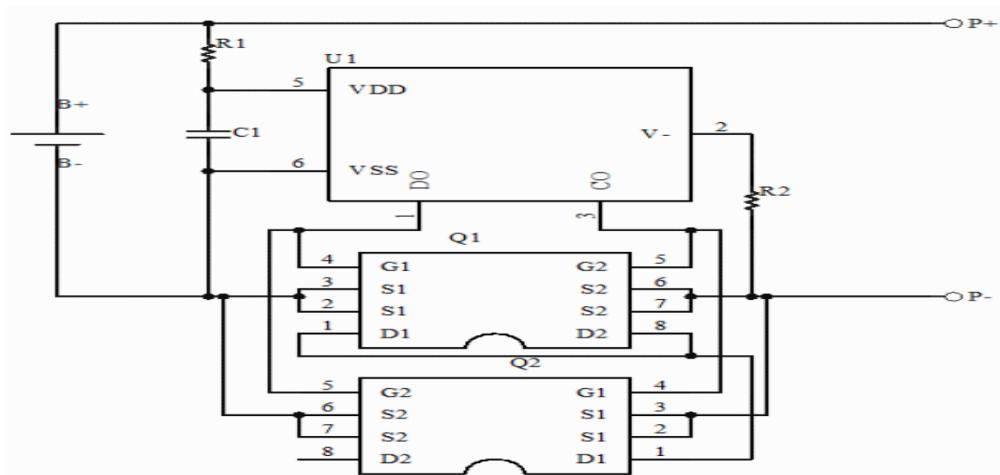 P+
R1
U1
5 VDD
B+
C1
V- 2
B-
6 VSS
DO
CO
R2
1
3
Q1
4 G1 G2 5
3 S1 S2 6
P-
2 S1 S2 7
1 D1 D2 8
Q2
5 G2 G1 4
6 S2 S1 3
7 S2 S1 2
8 D2 D1 1